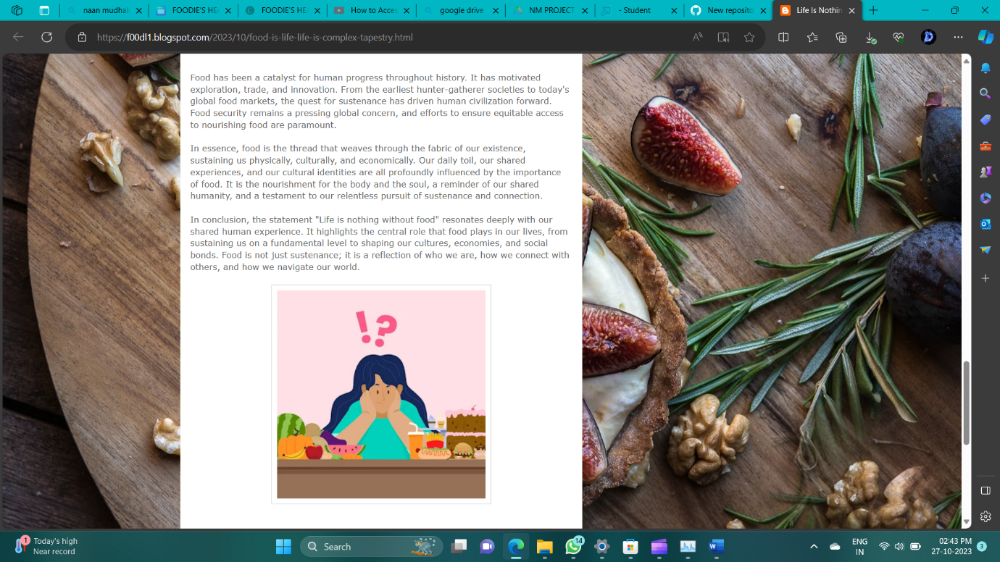 naan mudhal
FOODIE'S HEA
FOODIE'S HEA
How to Acces
google drive
NM PROJECT
- Student
New reposito
Life Is Nothin
https://f00dl1.blogspot.com/2023/10/food-is-life-life-is-complex-tapestry.html
Food has been a catalyst for human progress throughout history. It has motivated
exploration, trade, and innovation. From the earliest hunter-gatherer societies to today's
global food markets, the quest for sustenance has driven human civilization forward.
Food security remains a pressing global concern, and efforts to ensure equitable access
to nourishing food are paramount.
In essence, food is the thread that weaves through the fabric of our existence,
sustaining us physically, culturally, and economically. Our daily toil, our shared
experiences, and our cultural identities are all profoundly influenced by the importance
of food. It is the nourishment for the body and the soul, a reminder of our shared
humanity, and a testament to our relentless pursuit of sustenance and connection.
In conclusion, the statement "Life is nothing without food" resonates deeply with our
shared human experience. It highlights the central role that food plays in our lives, from
sustaining us on a fundamental level to shaping our cultures, economies, and social
bonds. Food is not just sustenance; it is a reflection of who we are, how we connect with
others, and how we navigate our world.
!?
1
Today's high
Near record
Search
14
ENG
IN
02:43 PM
27-10-2023
3